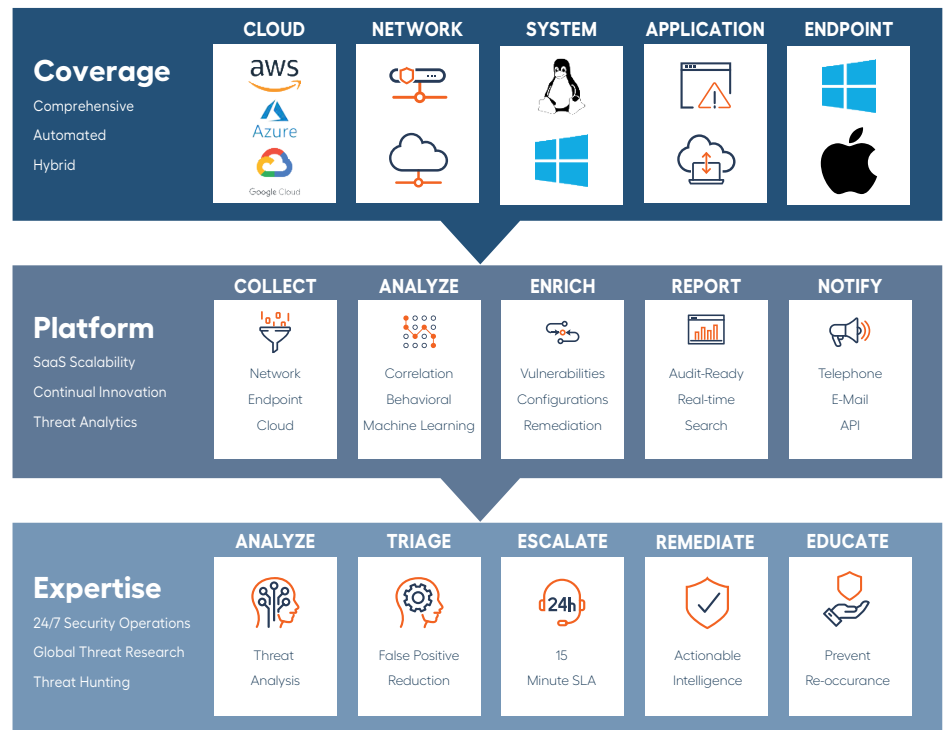 Coverage
Comprehensive
Automated
Hybrid
CLOUD
aws
Azure
Google Cloud
NETWORK
SYSTEM
APPLICATION
ENDPOINT
Platform
SaaS Scalability
Continual Innovation
Threat Analytics
COLLECT
Network
Endpoint
Cloud
ANALYZE
Correlation
Behavioral
Machine Learning
ENRICH
Vulnerabilities
Configurations
Remediation
REPORT
Audit-Ready
Real-time
Search
NOTIFY
Telephone
E-Mail
API
Expertise
24/7 Security Operations
Global Threat Research
Threat Hunting
ANALYZE
Threat
Analysis
TRIAGE
False Positive
Reduction
ESCALATE
24h
15
Minute SLA
REMEDIATE
Actionable
Intelligence
EDUCATE
Prevent
Re-occurance